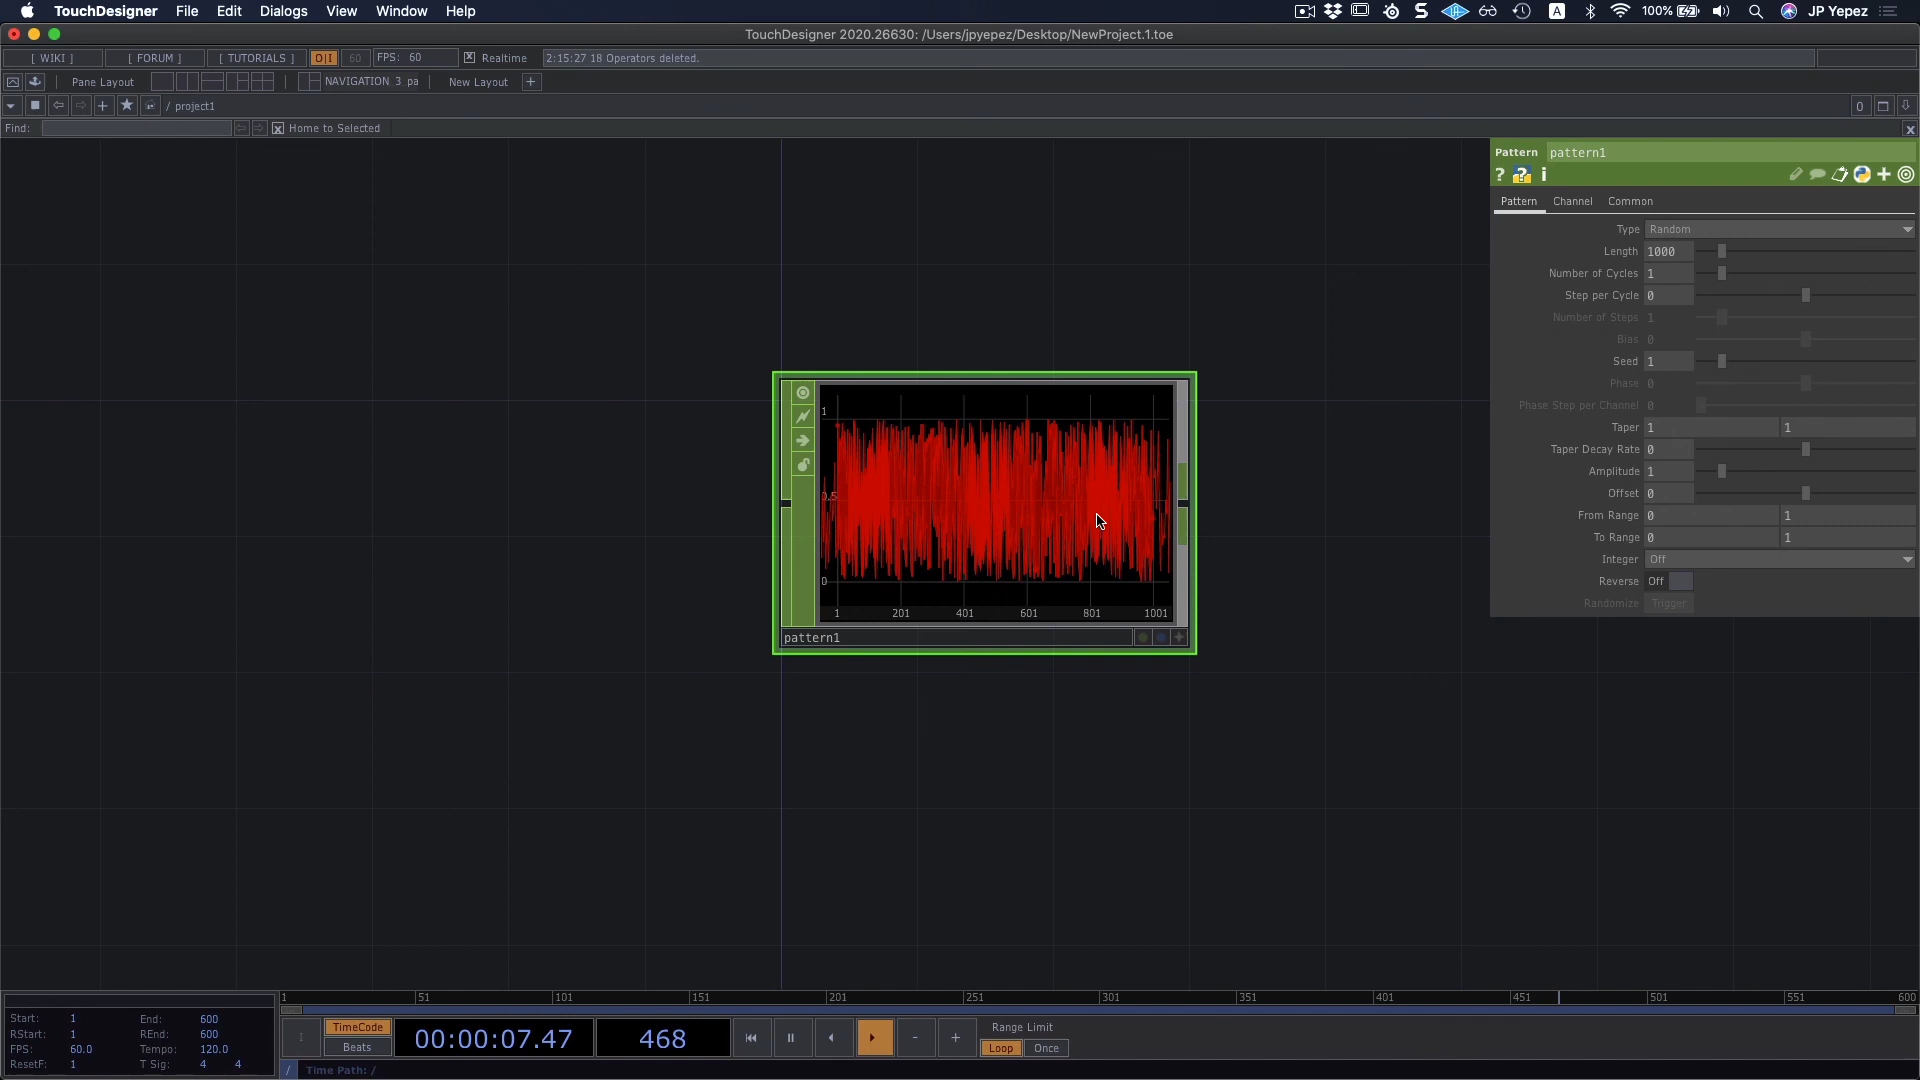 TouchDesigner File Edit Dialogs View Window Help 100% A JP Yepez
TouchDesigner 2020.26630: /Users/jpyepez/Desktop/NewProject.1.toe
[ WIKI ] [ FORUM ] [ TUTORIALS ] O|I 60 FPS: 60 Realtime 2:15:27 18 Operators deleted.
Pane Layout NAVIGATION 3 pa New Layout +
/ project1 0
Find: Home to Selected x
Pattern pattern1
? ? i
Pattern Channel Common
Type Random
Length 1000
Number of Cycles 1
Step per Cycle 0
Number of Steps 1
Bias 0
Seed 1
Phase 0
Phase Step per Channel 0
Taper 1 1
Taper Decay Rate 0
Amplitude 1
Offset 0
From Range 0 1
To Range 0 1
Integer Off
Reverse Off
Randomize Trigger
1
0.5
0
1 201 401 601 801 1001
pattern1
1 51 101 151 201 251 301 351 401 451 501 551 600
Start: 1 End: 600
RStart: 1 REnd: 600
FPS: 60.0 Tempo: 120.0
ResetF: 1 T Sig: 4 4
TimeCode
Beats
00:00:07.47 468
- +
Range Limit
Loop Once
/ Time Path: /